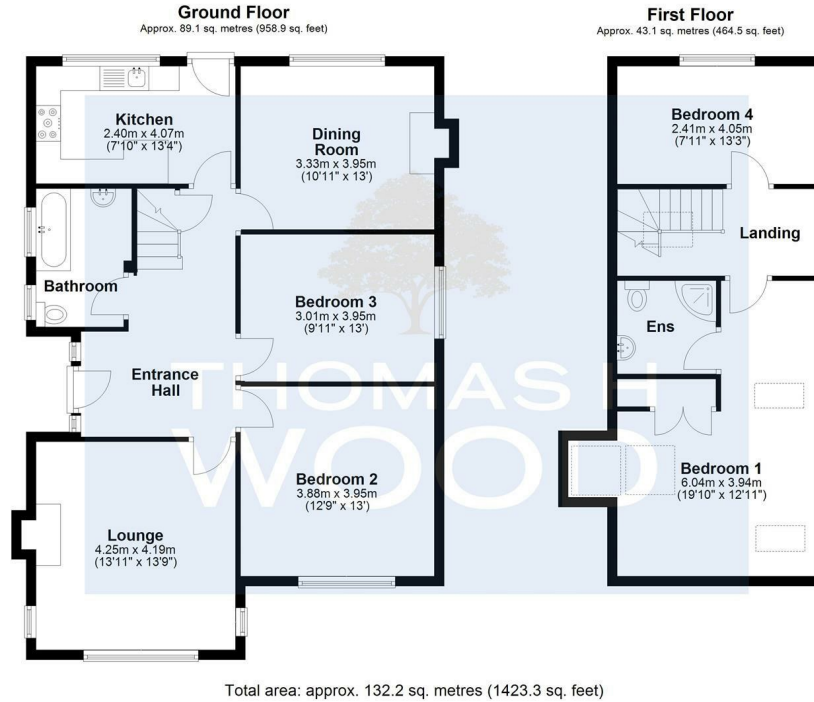 Ground Floor
Approx. 89.1 sq. metres (958.9 sq. feet)
Kitchen
2.40m x 4.07m
(7'10" x 13'4")
Dining
Room
3.33m x 3.95m
(10'11" x 13')
Bathroom
Bedroom 3
3.01m x 3.95m
(9'11" x 13')
Entrance
Hall
Bedroom 2
3.88m x 3.95m
(12'9" x 13')
Lounge
4.25m x 4.19m
(13'11" x 13'9")
First Floor
Approx. 43.1 sq. metres (464.5 sq. feet)
Bedroom 4
2.41m x 4.05m
(7'11" x 13'3")
Landing
Ens
Bedroom 1
6.04m x 3.94m
(19'10" x 12'11")
THOMAS H
WOOD
Total area: approx. 132.2 sq. metres (1423.3 sq. feet)